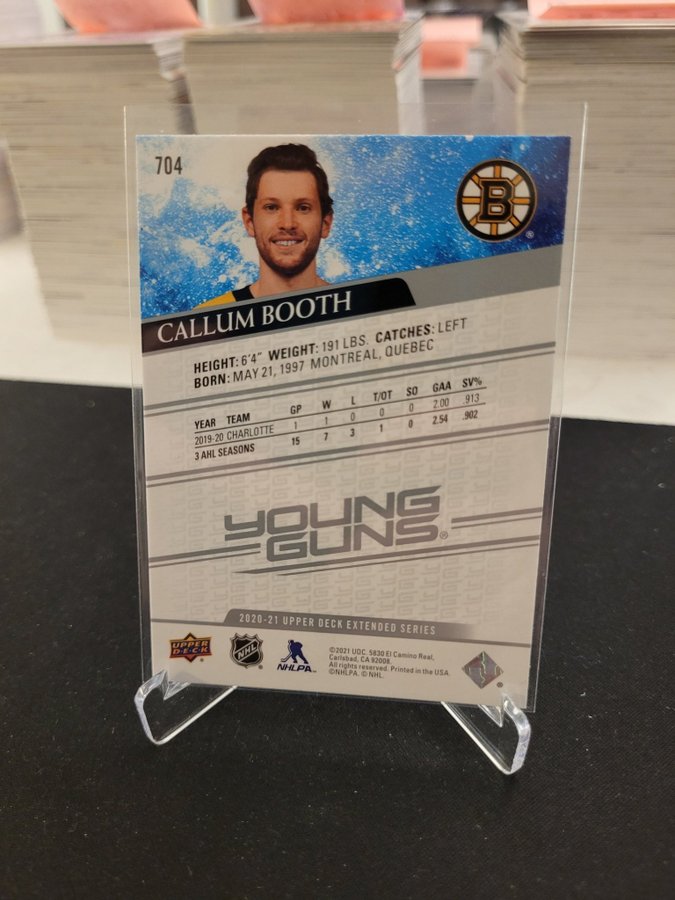 704
B
®
CALLUM BOOTH
HEIGHT: 6'4" WEIGHT: 191 LBS. CATCHES: LEFT
BORN: MAY 21, 1997 MONTREAL, QUEBEC
YEAR TEAM GP W L T/OT SO GAA SV%
2019-20 CHARLOTTE 1 1 0 0 0 2.00 .913
3 AHL SEASONS 15 7 3 1 0 2.54 .902
YOUNG
GUNS®
2020-21 UPPER DECK EXTENDED SERIES
UPPER
DECK
NHL
NHLPA
©2021 UDC. 5830 El Camino Real,
Carlsbad, CA 92008.
All rights reserved. Printed in the USA.
©NHLPA. © NHL.